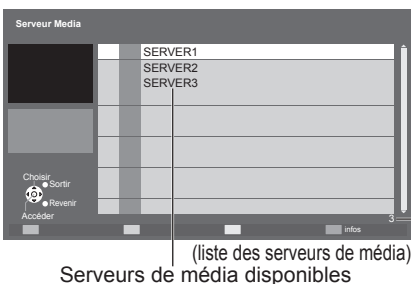 Serveur Media
SERVER1
SERVER2
SERVER3
Choisir
Sortir
Revenir
Accéder
3
infos
(liste des serveurs de média)
Serveurs de média disponibles